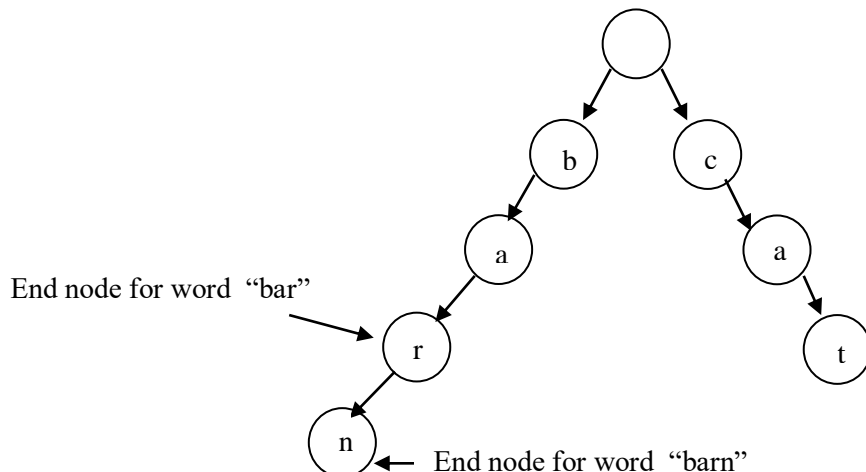 b
c
a
a
End node for word “bar”
r
t
n
End node for word “barn”